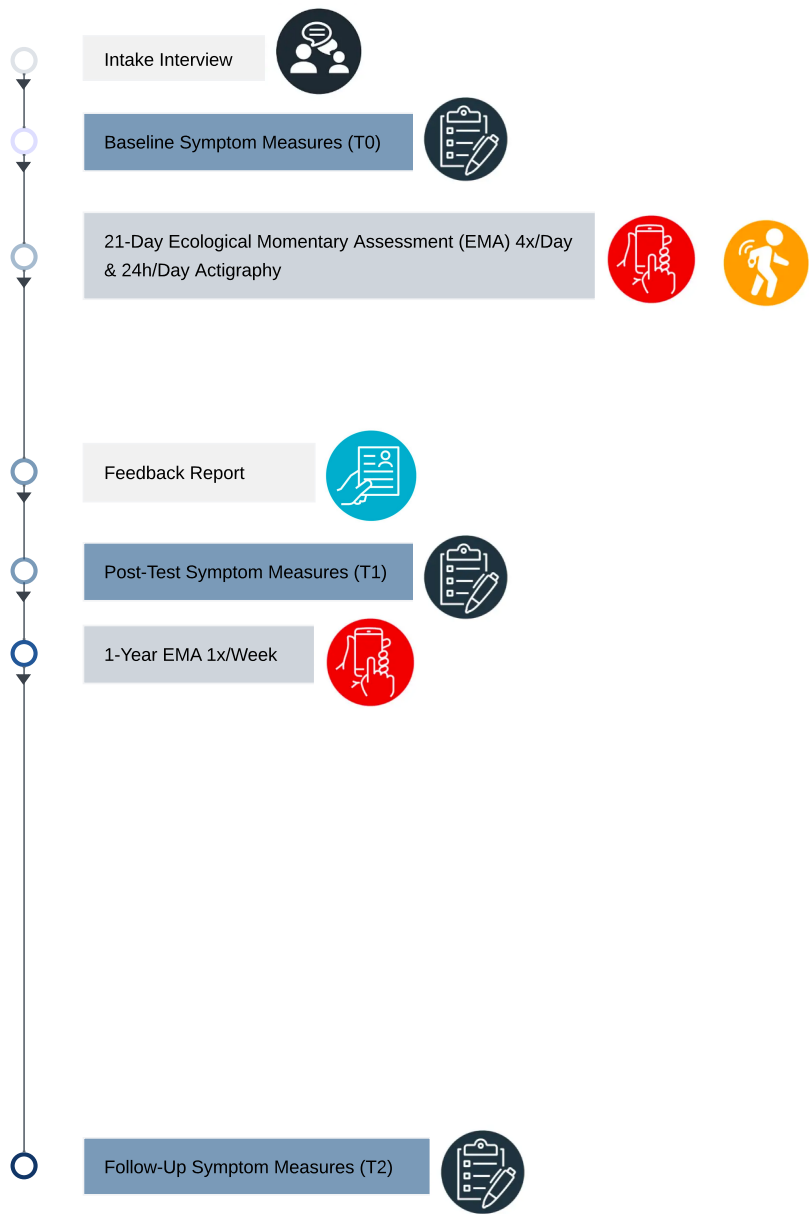 Intake Interview
Baseline Symptom Measures (T0)
21-Day Ecological Momentary Assessment (EMA) 4x/Day
& 24h/Day Actigraphy
Feedback Report
Post-Test Symptom Measures (T1)
1-Year EMA 1x/Week
Follow-Up Symptom Measures (T2)